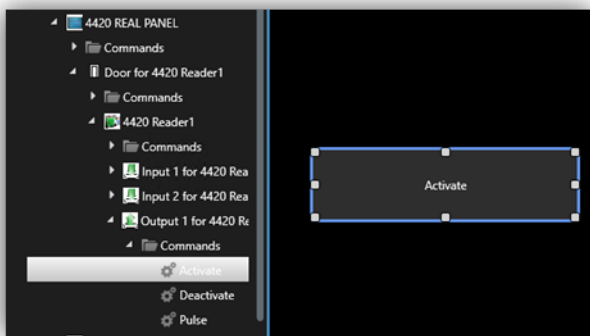 4420 REAL PANEL
Commands
Door for 4420 Reader1
Commands
4420 Reader1
Commands
Input 1 for 4420 Rea
Input 2 for 4420 Rea
Output 1 for 4420 Re
Commands
Activate
Deactivate
Pulse
Activate